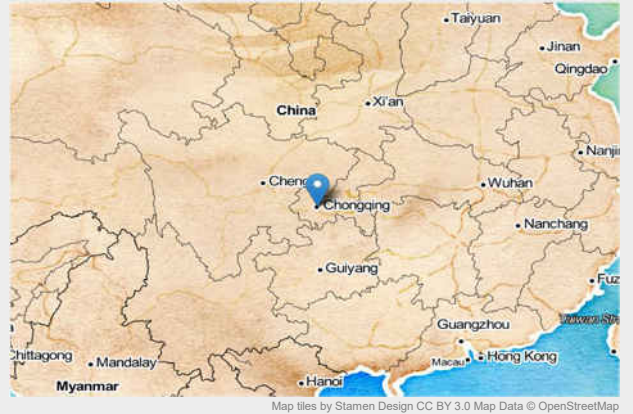 Taiyuan
Jinan
Qingdao
China
Xi'an
Nanji
Cheng
Chongqing
Wuhan
Nanchang
Guiyang
Fuz
Taiwan Str
Guangzhou
Chittagong
Mandalay
Macau
Hong Kong
Myanmar
Hanoi
Map tiles by Stamen Design CC BY 3.0 Map Data © OpenStreetMap